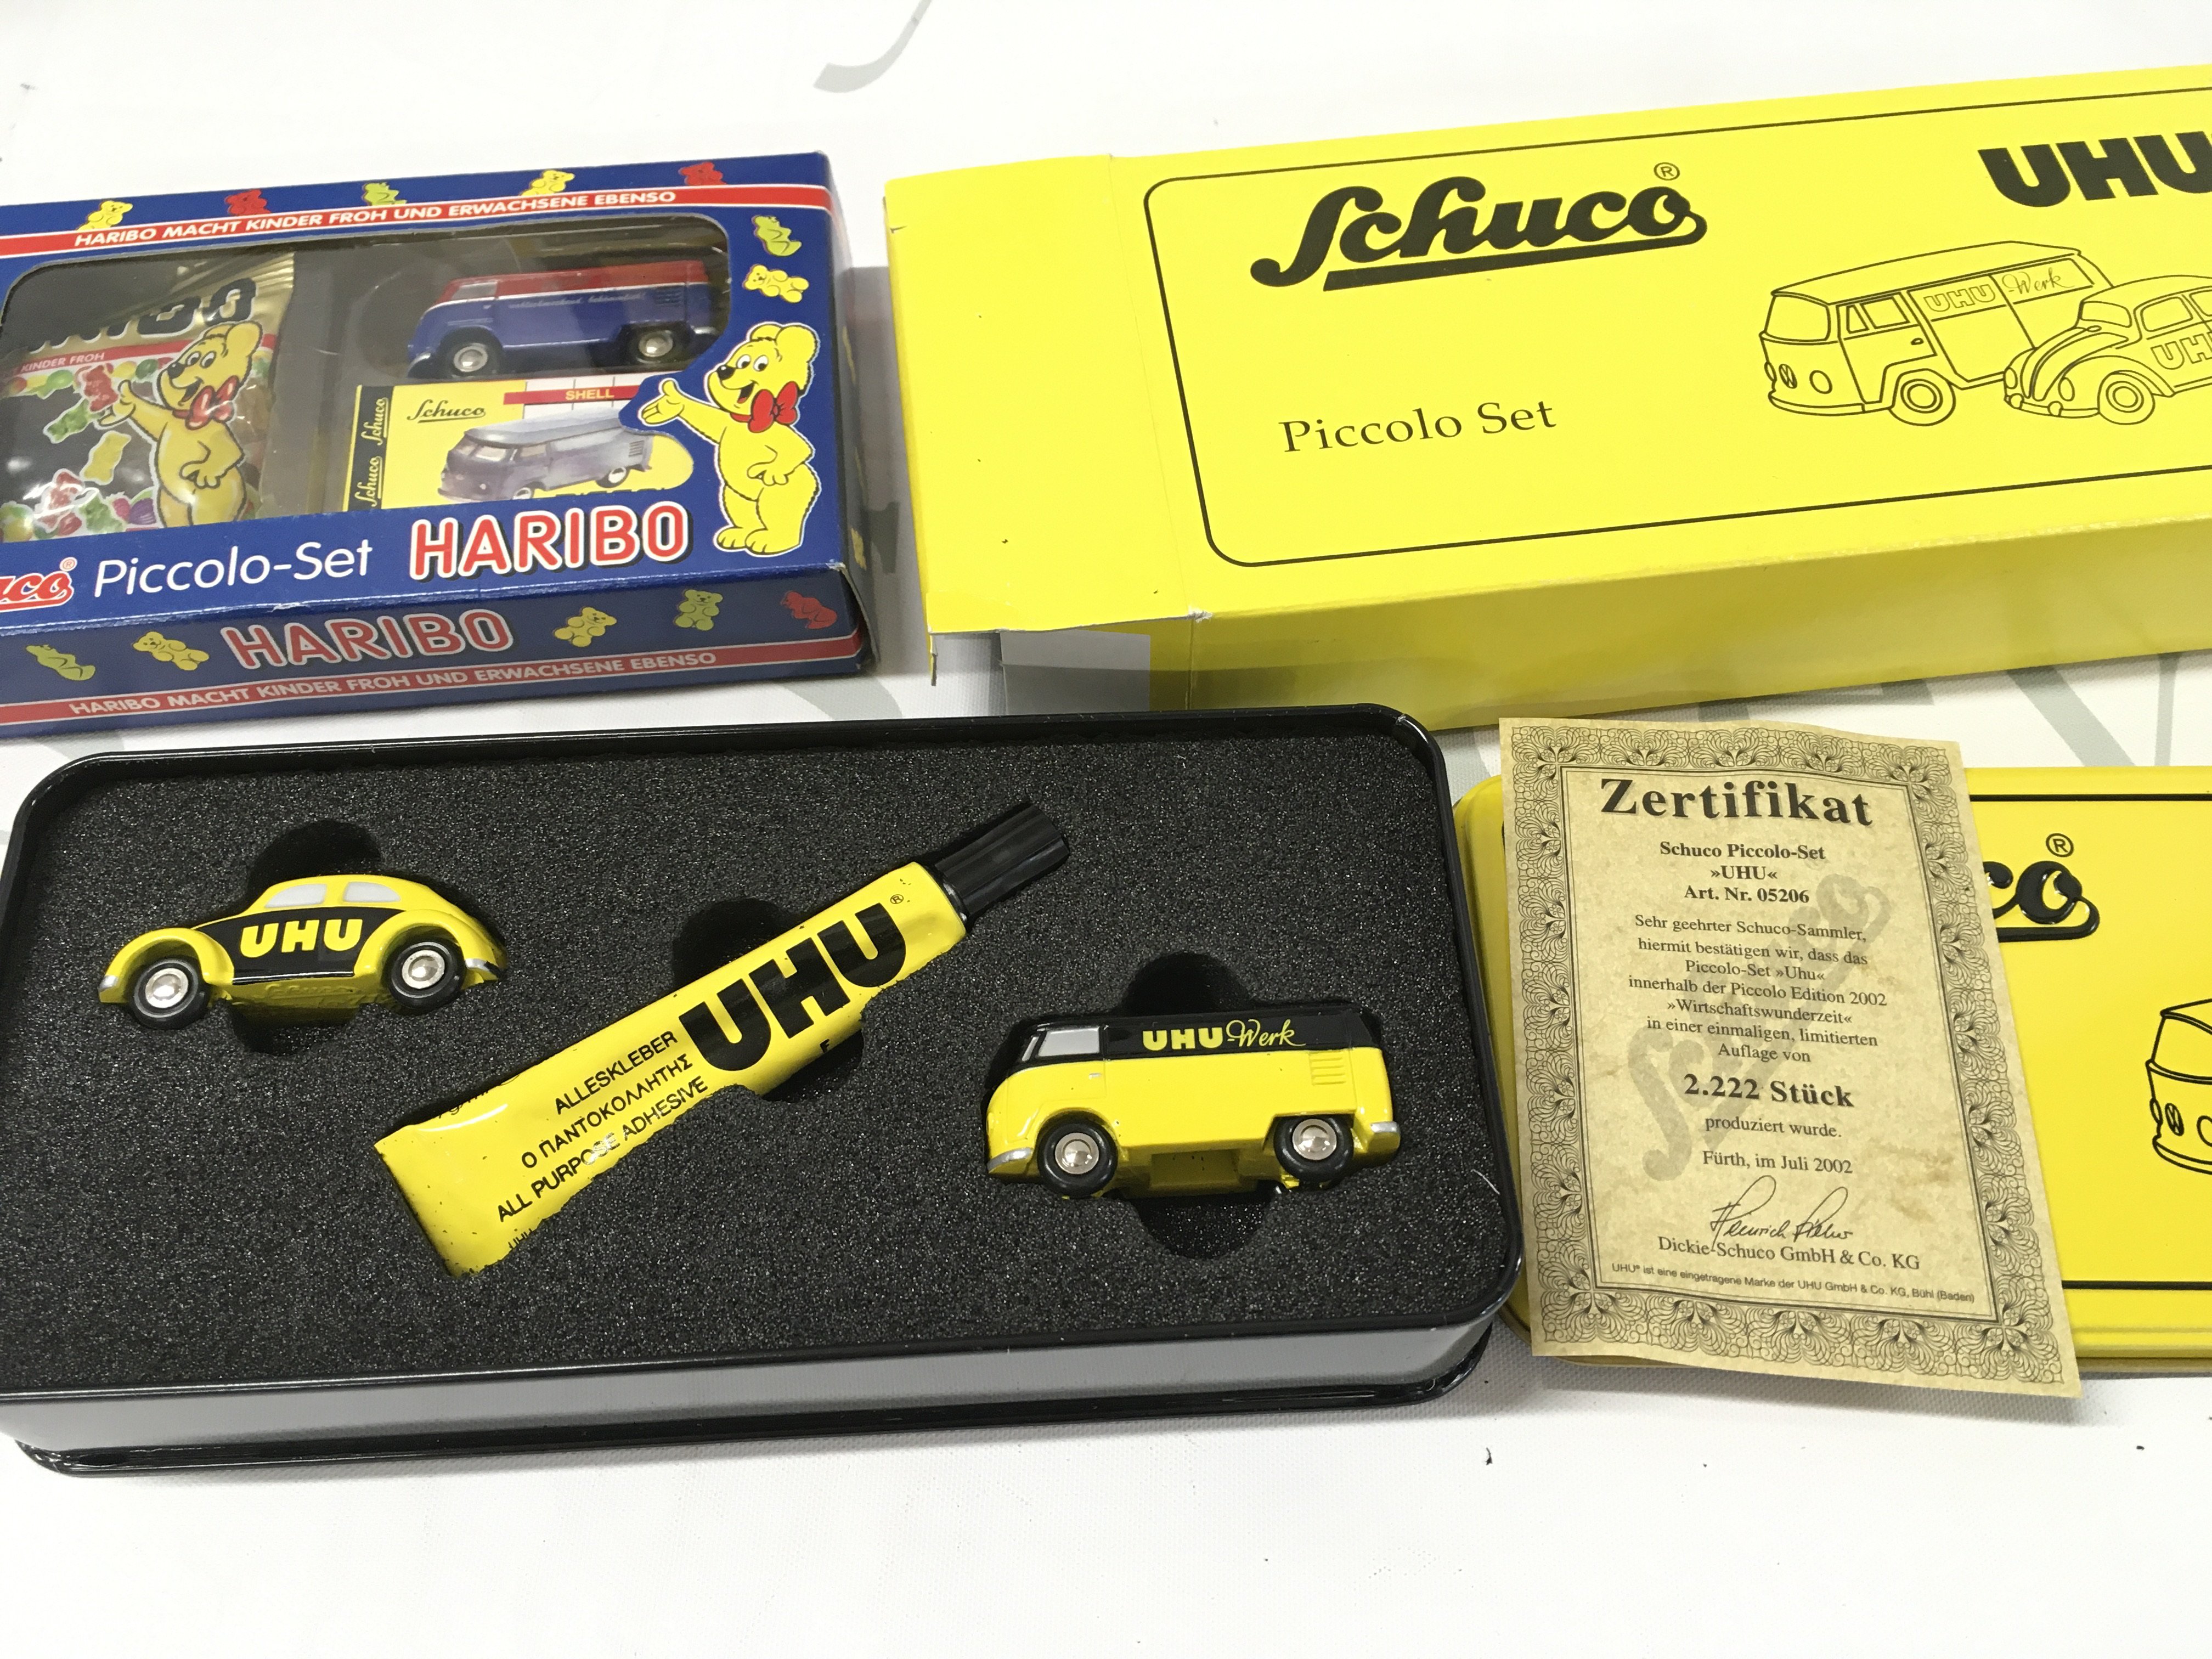 HARIBO MACHT KINDER FROH UND ERWACHSENE EBENSO
KINDER FROH
SHELL
Schuco
Schuco
Schuco
Piccolo-Set HARIBO
HARIBO
HARIBO MACHT KINDER FROH UND ERWACHSENE EBENSO
Schuco®
UHU
Piccolo Set
UHU Werk
UHU
UHU
UHU®
ALLESKLEBER
Ο ΠΑΝΤΟΚΟΛΛΗΤΗΣ
ALL PURPOSE ADHESIVE
UHU Werk
Zertifikat
Schuco Piccolo-Set
»UHU«
Art. Nr. 05206
Sehr geehrter Schuco-Sammler,
hiermit bestätigen wir, dass das
Piccolo-Set »Uhu«
innerhalb der Piccolo Edition 2002
»Wirtschaftswunderzeit«
in einer einmaligen, limitierten
Auflage von
2.222 Stück
produziert wurde.
Fürth, im Juli 2002
Dickie-Schuco GmbH & Co. KG
UHU® ist eine eingetragene Marke der UHU GmbH & Co. KG, Bühl (Baden)